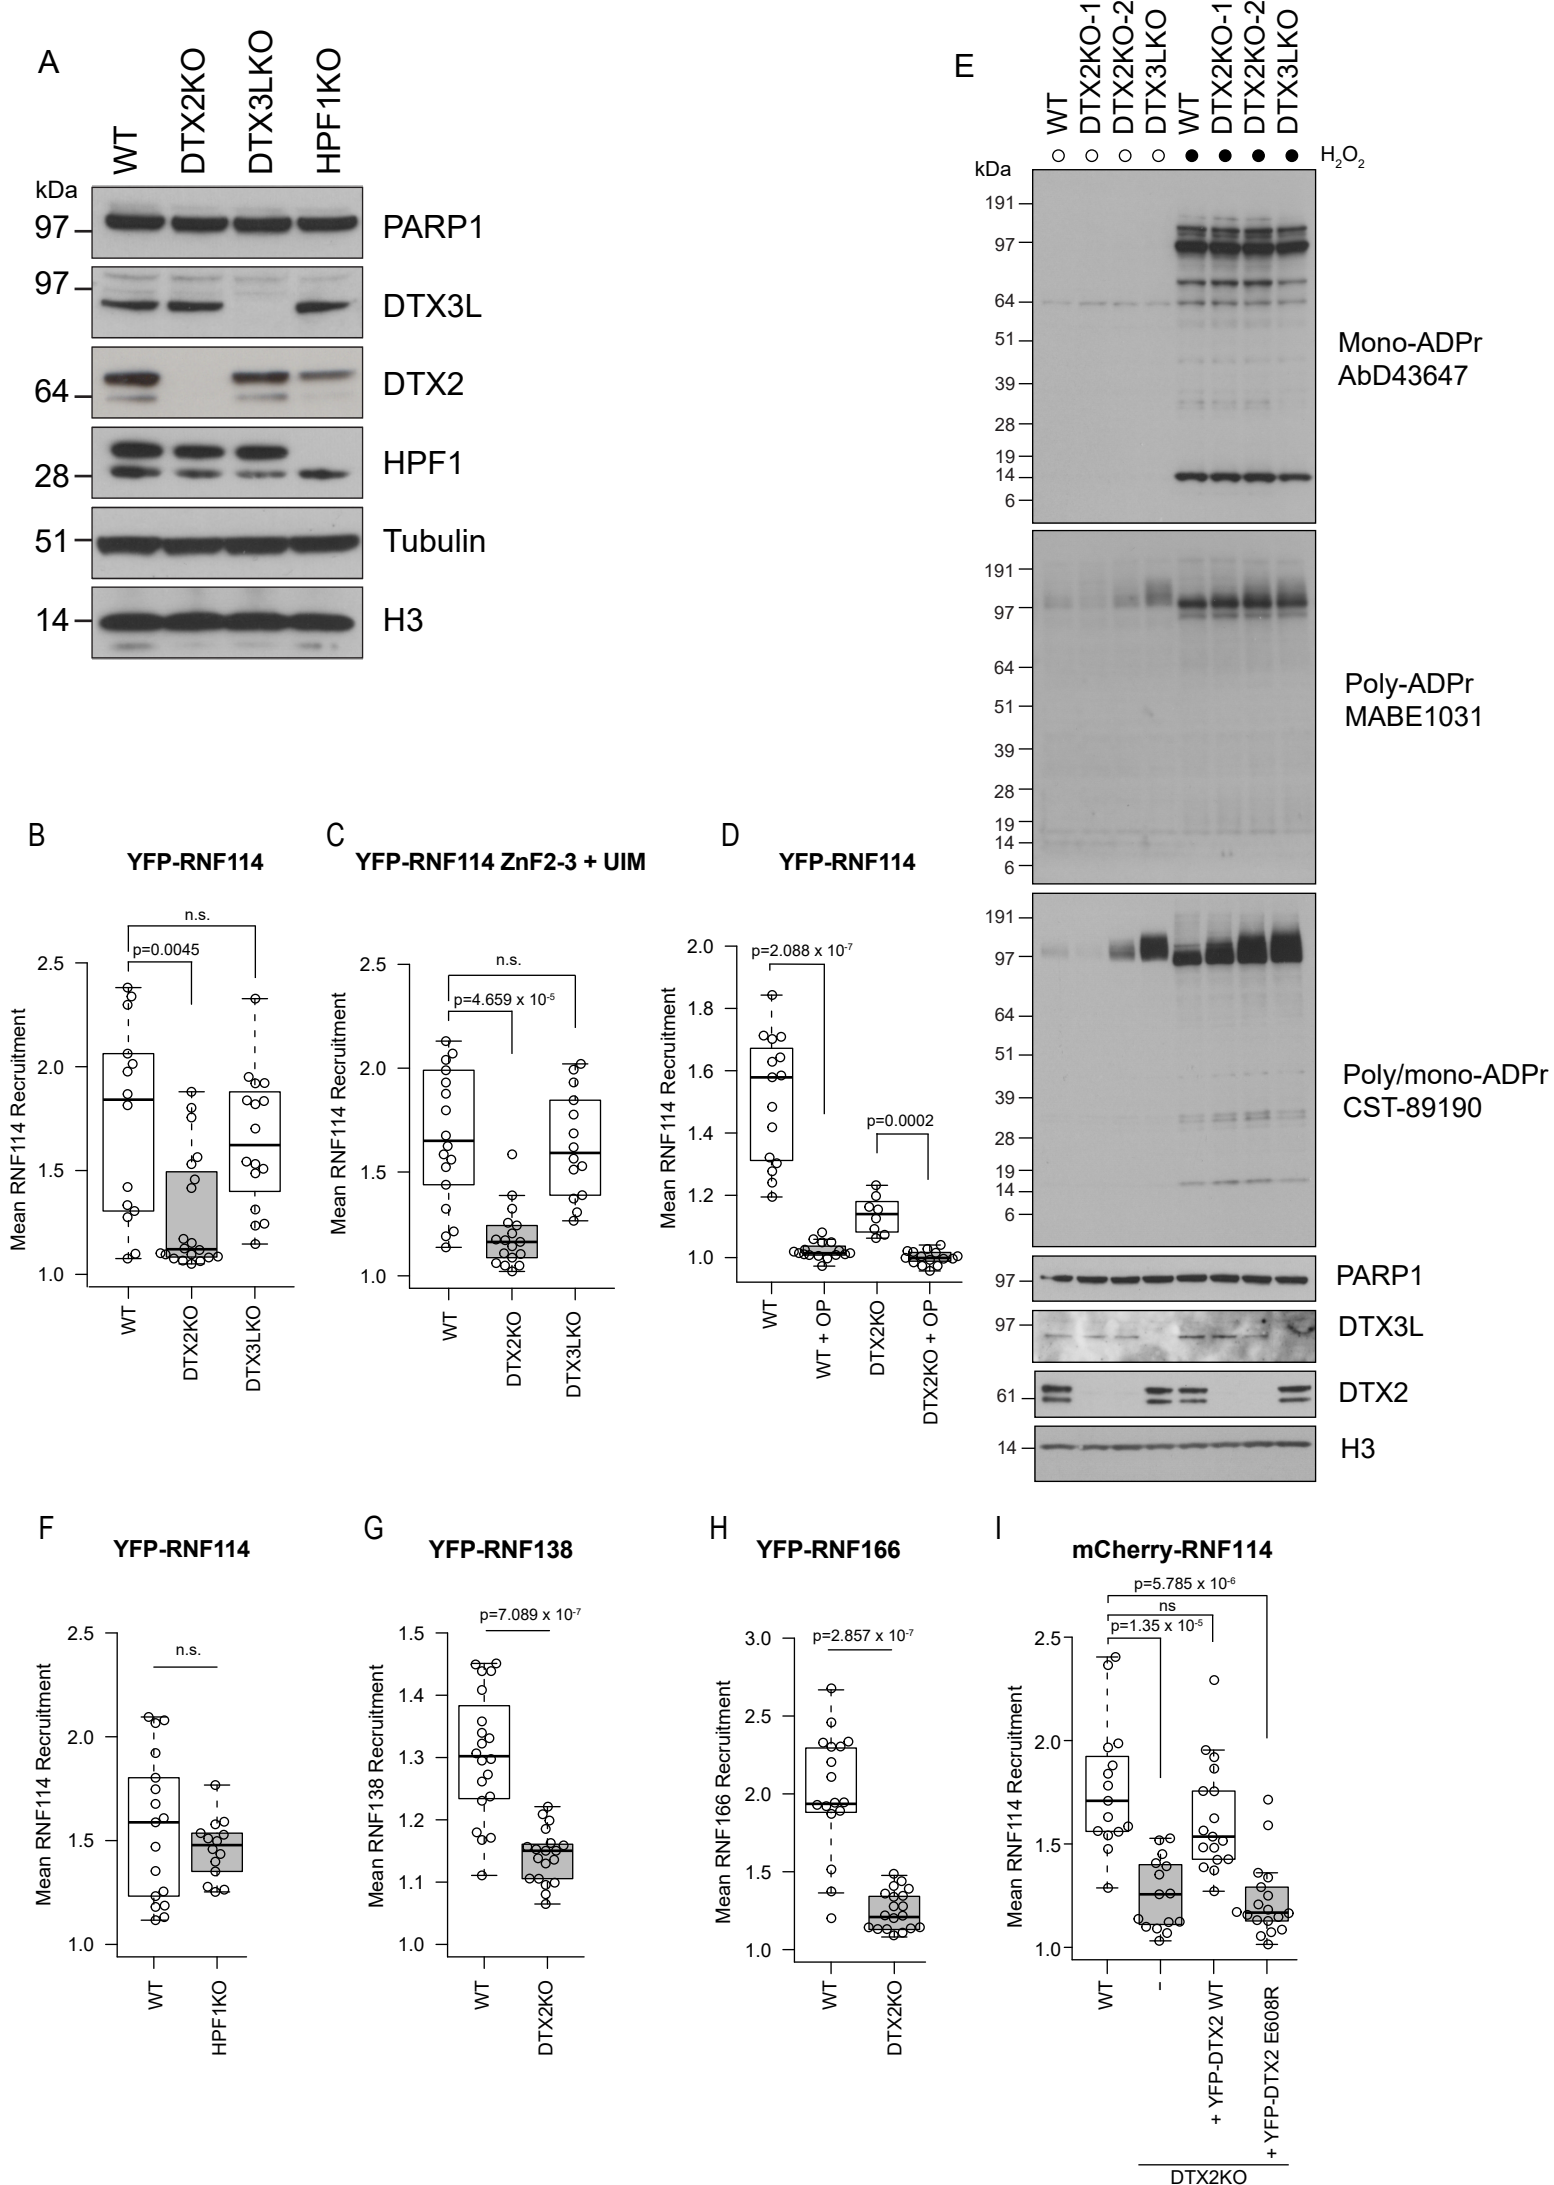 A
WT
DTX2KO
DTX3LKO
HPF1KO
kDa
97
PARP1
97
DTX3L
64
DTX2
28
HPF1
51
Tubulin
14
H3
E
WT
DTX2KO-1
DTX2KO-2
DTX3LKO
WT
DTX2KO-1
DTX2KO-2
DTX3LKO
H2O2
kDa
191
97
64
51
39
28
19
14
6
Mono-ADPr
AbD43647
191
97
64
51
39
28
19
14
6
Poly-ADPr
MABE1031
191
97
64
51
39
28
19
14
6
Poly/mono-ADPr
CST-89190
97
PARP1
97
DTX3L
61
DTX2
14
H3
B
YFP-RNF114
n.s.
p=0.0045
Mean RNF114 Recruitment
2.5
2.0
1.5
1.0
WT
DTX2KO
DTX3LKO
C
YFP-RNF114 ZnF2-3 + UIM
n.s.
p=4.659 x 10-5
Mean RNF114 Recruitment
2.5
2.0
1.5
1.0
WT
DTX2KO
DTX3LKO
D
YFP-RNF114
p=2.088 x 10-7
p=0.0002
Mean RNF114 Recruitment
2.0
1.8
1.6
1.4
1.2
1.0
WT
WT + OP
DTX2KO
DTX2KO + OP
F
YFP-RNF114
n.s.
Mean RNF114 Recruitment
2.5
2.0
1.5
1.0
WT
HPF1KO
G
YFP-RNF138
p=7.089 x 10-7
Mean RNF138 Recruitment
1.5
1.4
1.3
1.2
1.1
1.0
WT
DTX2KO
H
YFP-RNF166
p=2.857 x 10-7
Mean RNF166 Recruitment
3.0
2.5
2.0
1.5
1.0
WT
DTX2KO
I
mCherry-RNF114
p=5.785 x 10-6
ns
p=1.35 x 10-5
Mean RNF114 Recruitment
2.5
2.0
1.5
1.0
WT
-
+ YFP-DTX2 WT
+ YFP-DTX2 E608R
DTX2KO